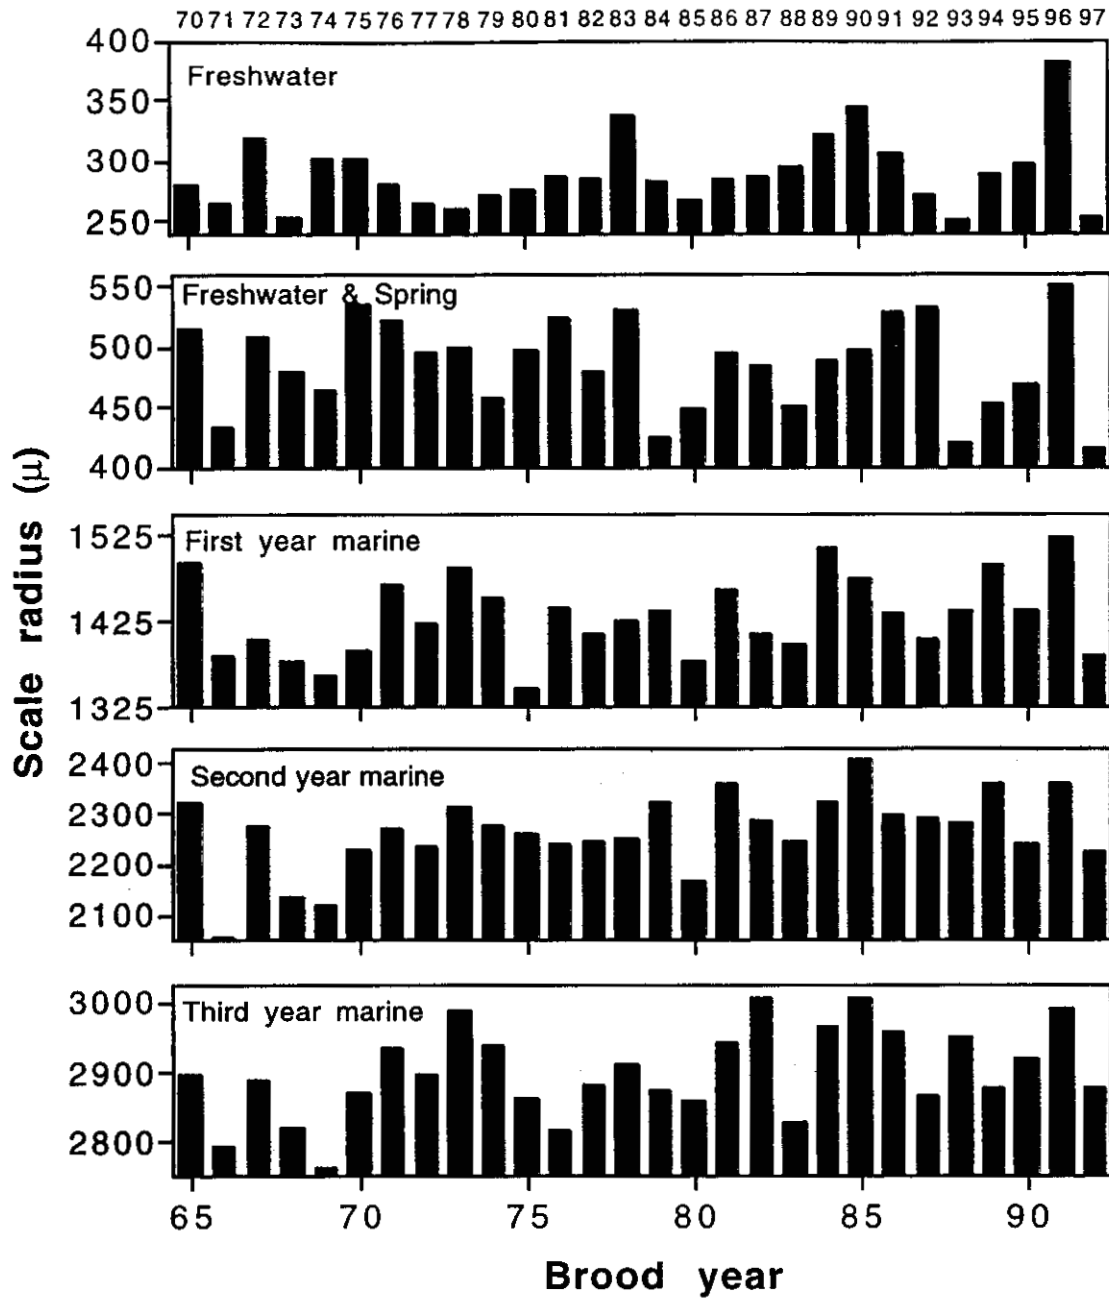 70 71 72 73 74 75 76 77 78 79 80 81 82 83 84 85 86 87 88 89 90 91 92 93 94 95 96 97
400
Freshwater
350
300
250
550
Freshwater & Spring
500
450
400
Scale radius (µ)
1525
First year marine
1425
1325
2400
Second year marine
2300
2200
2100
3000
Third year marine
2900
2800
65 70 75 80 85 90
Brood year